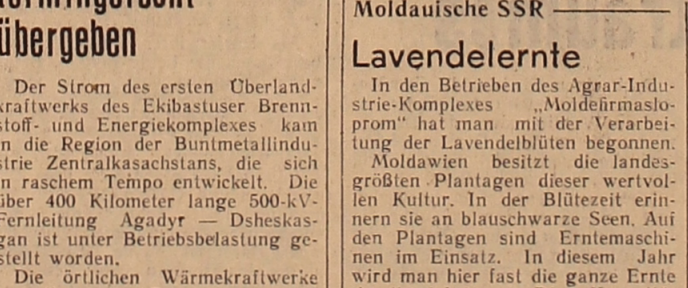 übergeben
Der Strom des ersten Überland-
kraftwerks des Ekibastuser Brenn-
stoff- und Energiekomplexes kam
in die Region der Buntmetallindu-
strie Zentralkasachstans, die sich
in raschem Tempo entwickelt. Die
über 400 Kilometer lange 500-kV-
Fernleitung Agadyr — Dsheskas-
gan ist unter Betriebsbelastung ge-
stellt worden.
Die örtlichen Wärmekraftwerke
Moldauische SSR
Lavendelernte
In den Betrieben des Agrar-Indu-
strie-Komplexes „Moldefirmaslo-
prom“ hat man mit der Verarbei-
tung der Lavendelblüten begonnen.
Moldawien besitzt die landes-
größten Plantagen dieser wertvol-
len Kultur. In der Blütezeit erin-
nern sie an blauschwarze Seen. Auf
den Plantagen sind Erntemaschi-
nen im Einsatz. In diesem Jahr
wird man hier fast die ganze Ernte